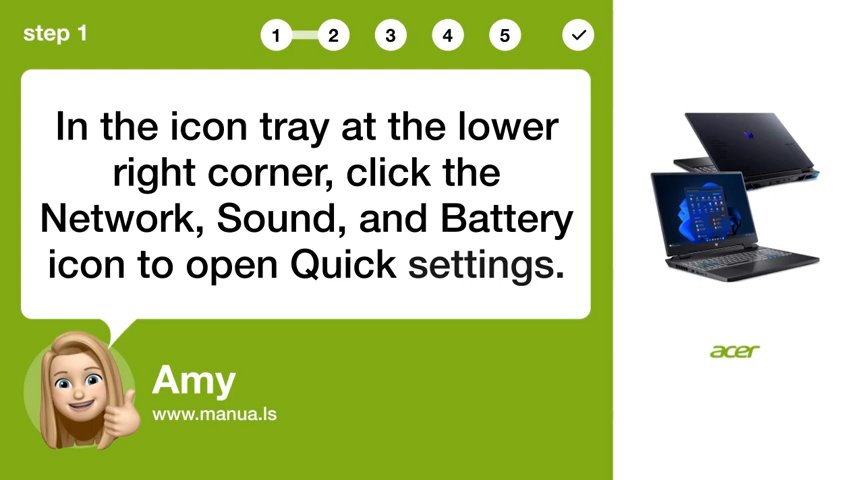 step 1
1 2 3 4 5
In the icon tray at the lower
right corner, click the
Network, Sound, and Battery
icon to open Quick settings.
Amy
www.manua.ls
acer